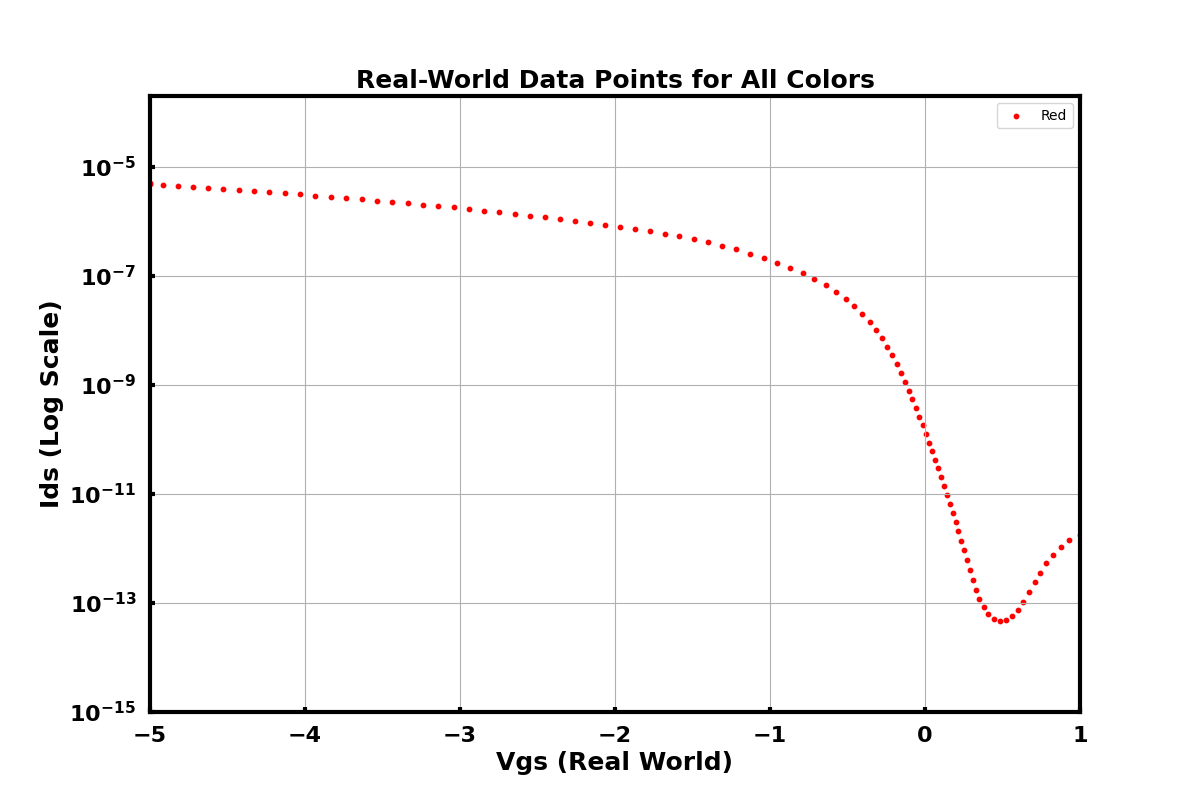 Real-World Data Points for All Colors
Red
10⁻⁵
10⁻⁷
10⁻⁹
10⁻¹¹
10⁻¹³
10⁻¹⁵
Ids (Log Scale)
−5 −4 −3 −2 −1 0 1
Vgs (Real World)